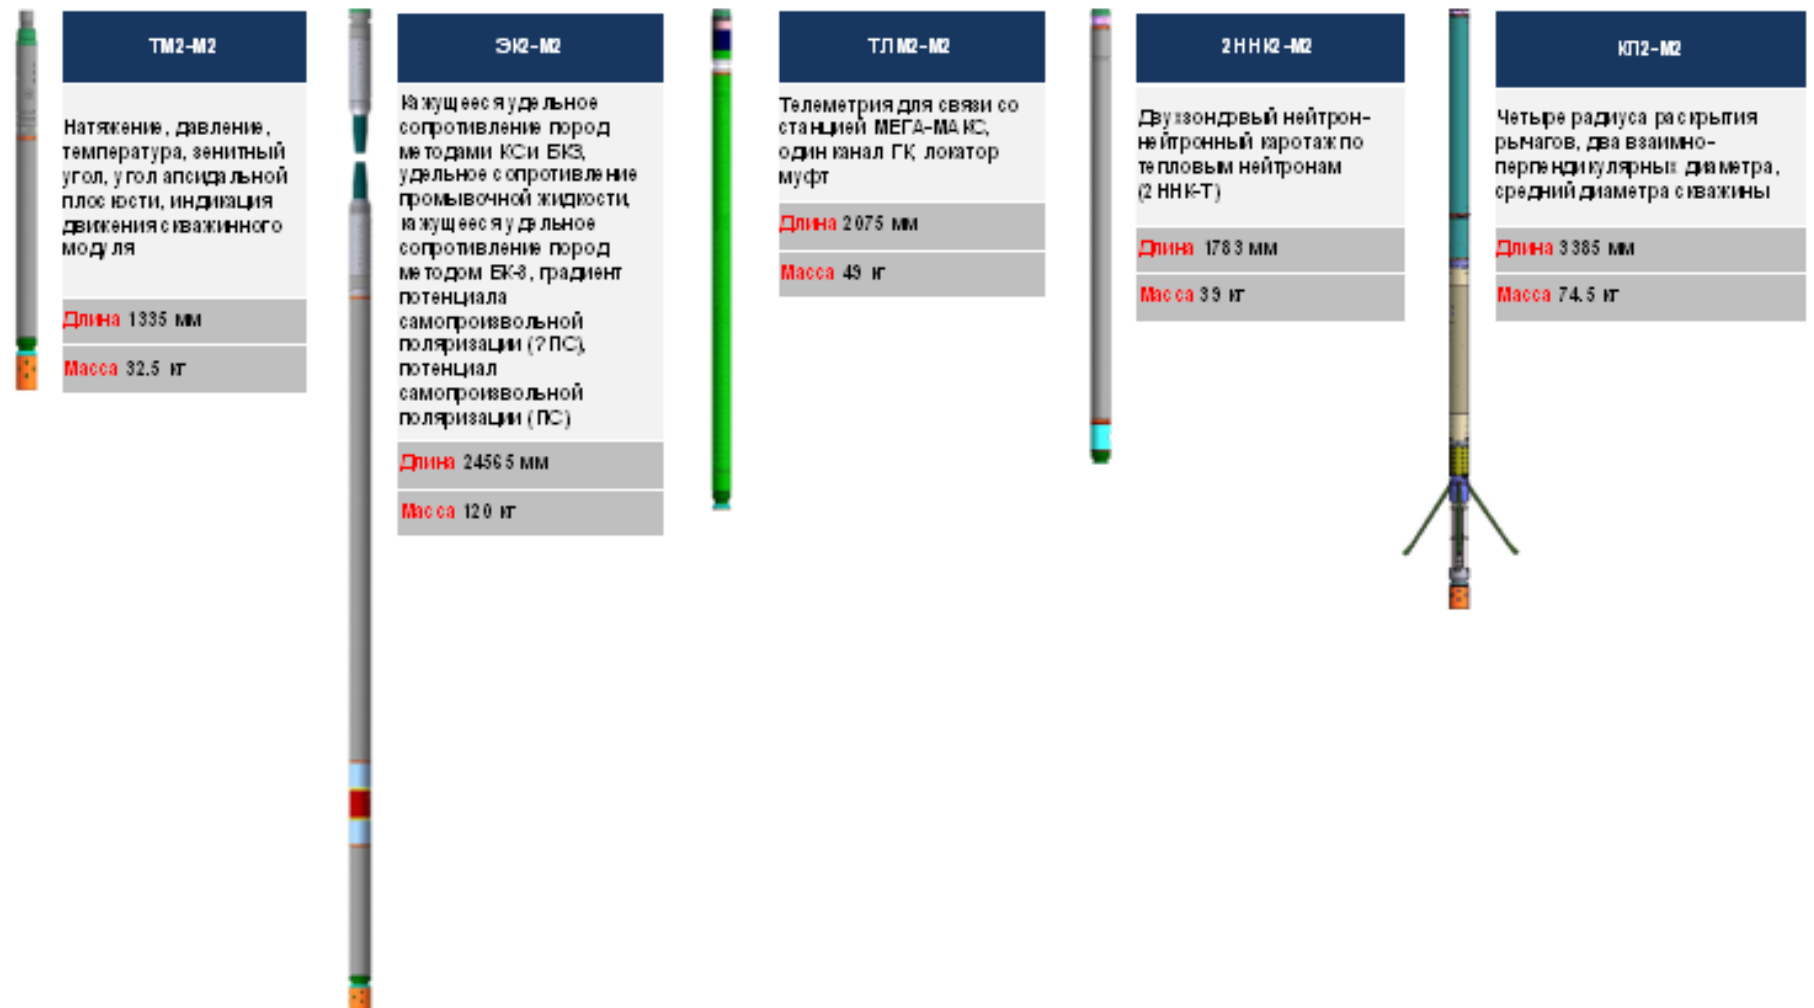 ТМ2-М2
Натяжение, давление,
температура, зенитный
угол, угол апсидальной
плоскости, индикация
движения скважинного
модуля
Длина 1335 мм
Масса 32.5 кг
ЭК2-М2
Кажущееся удельное
сопротивление пород
методами КС и БКЗ,
удельное сопротивление
промывочной жидкости,
кажущееся удельное
сопротивление пород
методом БК-3, градиент
потенциала
самопроизвольной
поляризации (?ПС),
потенциал
самопроизвольной
поляризации (ПС)
Длина 24565 мм
Масса 120 кг
ТЛМ2-М2
Телеметрия для связи со
станцией МЕГА-МАКС,
один канал ГК, локатор
муфт
Длина 2075 мм
Масса 49 кг
2ННК2-М2
Двухзондовый нейтрон-
нейтронный каротаж по
тепловым нейтронам
(2 ННК-Т)
Длина 1783 мм
Масса 39 кг
КП2-М2
Четыре радиуса раскрытия
рычагов, два взаимно-
перпендикулярных диаметра,
средний диаметра скважины
Длина 3385 мм
Масса 74.5 кг